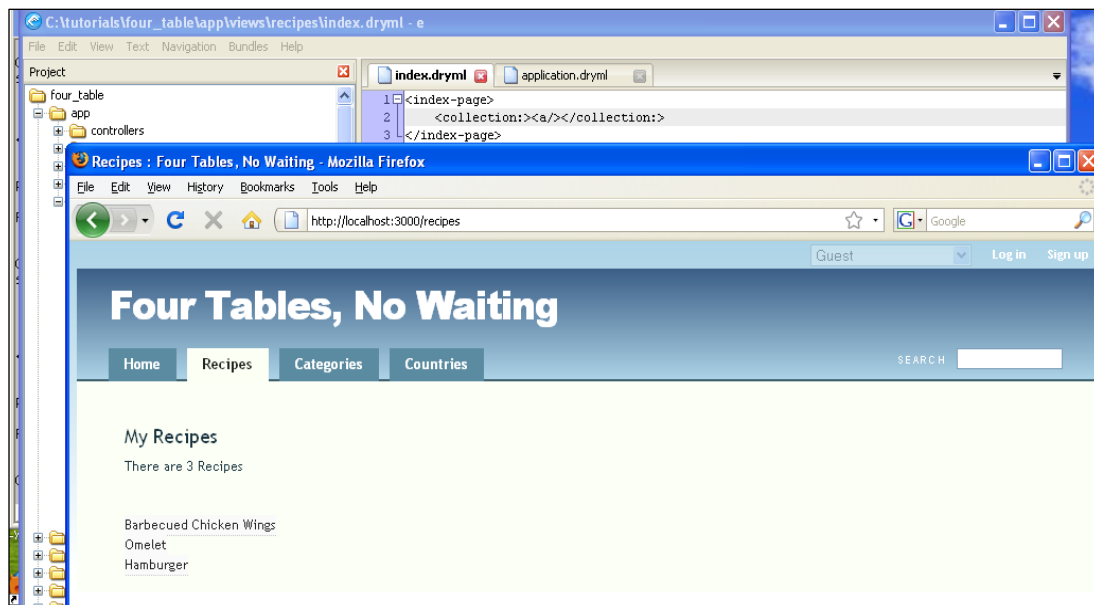 C:\tutorials\four_table\app\views\recipes\index.dryml - e
File Edit View Text Navigation Bundles Help
Project
index.dryml
application.dryml
four_table
app
controllers
1 <index-page>
2 <collection:><a/></collection:>
3 </index-page>
Recipes : Four Tables, No Waiting - Mozilla Firefox
File Edit View History Bookmarks Tools Help
http://localhost:3000/recipes
G Google
Guest
Log in Sign up
Four Tables, No Waiting
Home Recipes Categories Countries
SEARCH
My Recipes
There are 3 Recipes
Barbecued Chicken Wings
Omelet
Hamburger